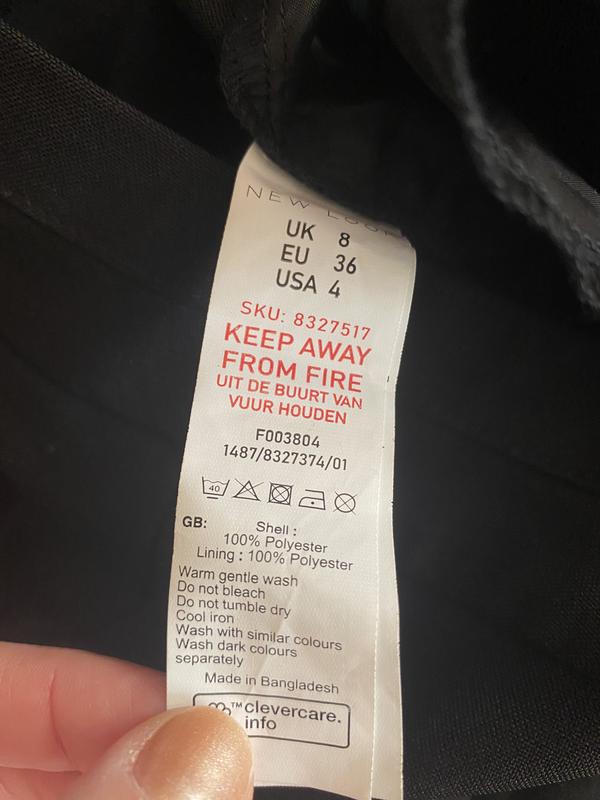 NEW LOOK
UK 8
EU 36
USA 4
SKU: 8327517
KEEP AWAY
FROM FIRE
UIT DE BUURT VAN
VUUR HOUDEN
F003804
1487/8327374/01
40
GB: Shell :
100% Polyester
Lining : 100% Polyester
Warm gentle wash
Do not bleach
Do not tumble dry
Cool iron
Wash with similar colours
Wash dark colours
separately
Made in Bangladesh
™ clevercare.
info